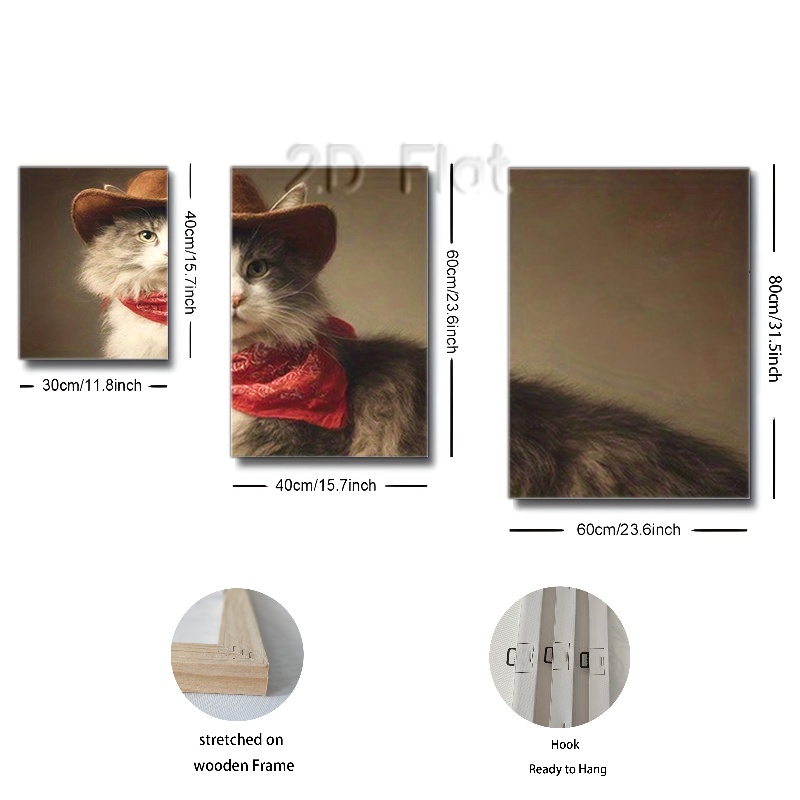 2D Flat
40cm/15.7inch
30cm/11.8inch
60cm/23.6inch
40cm/15.7inch
80cm/31.5inch
60cm/23.6inch
stretched on
wooden Frame
Hook
Ready to Hang